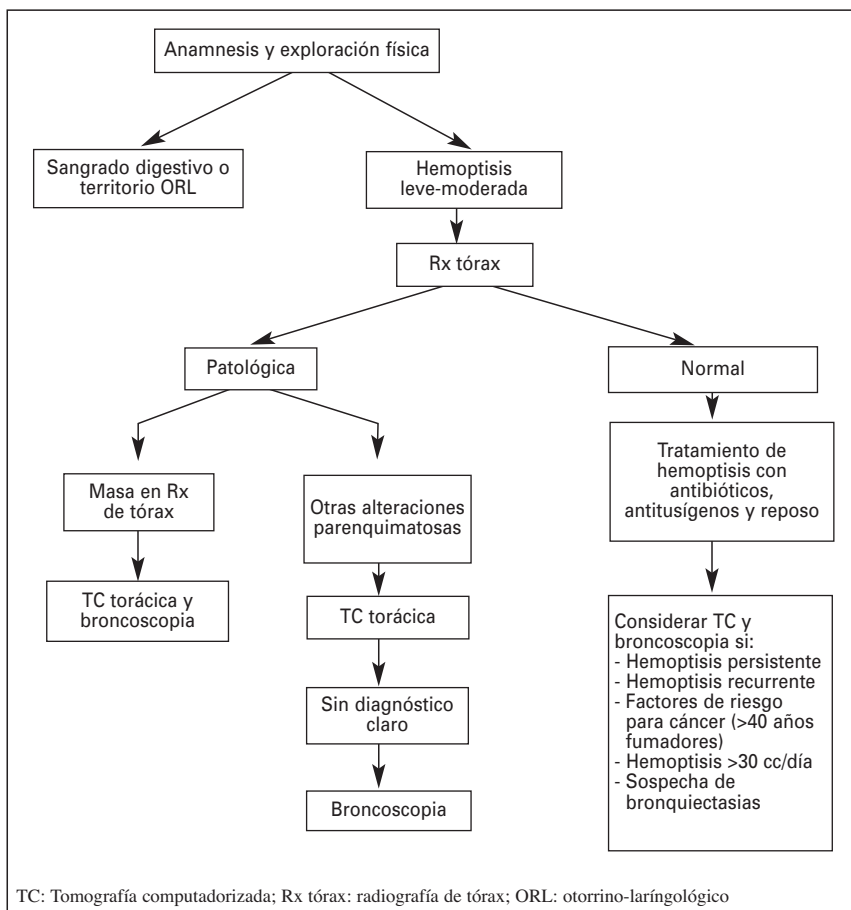 Anamnesis y exploración física
Sangrado digestivo o
territorio ORL
Hemoptisis
leve-moderada
Rx tórax
Patológica
Normal
Masa en Rx
de tórax
Otras alteraciones
parenquimatosas
Tratamiento de
hemoptisis con
antibióticos,
antitusígenos y reposo
TC torácica y
broncoscopia
TC torácica
Sin diagnóstico
claro
Broncoscopia
Considerar TC y
broncoscopia si:
- Hemoptisis persistente
- Hemoptisis recurrente
- Factores de riesgo
para cáncer (>40 años
fumadores)
- Hemoptisis >30 cc/día
- Sospecha de
bronquiectasias
TC: Tomografía computadorizada; Rx tórax: radiografía de tórax; ORL: otorrino-laríngológico